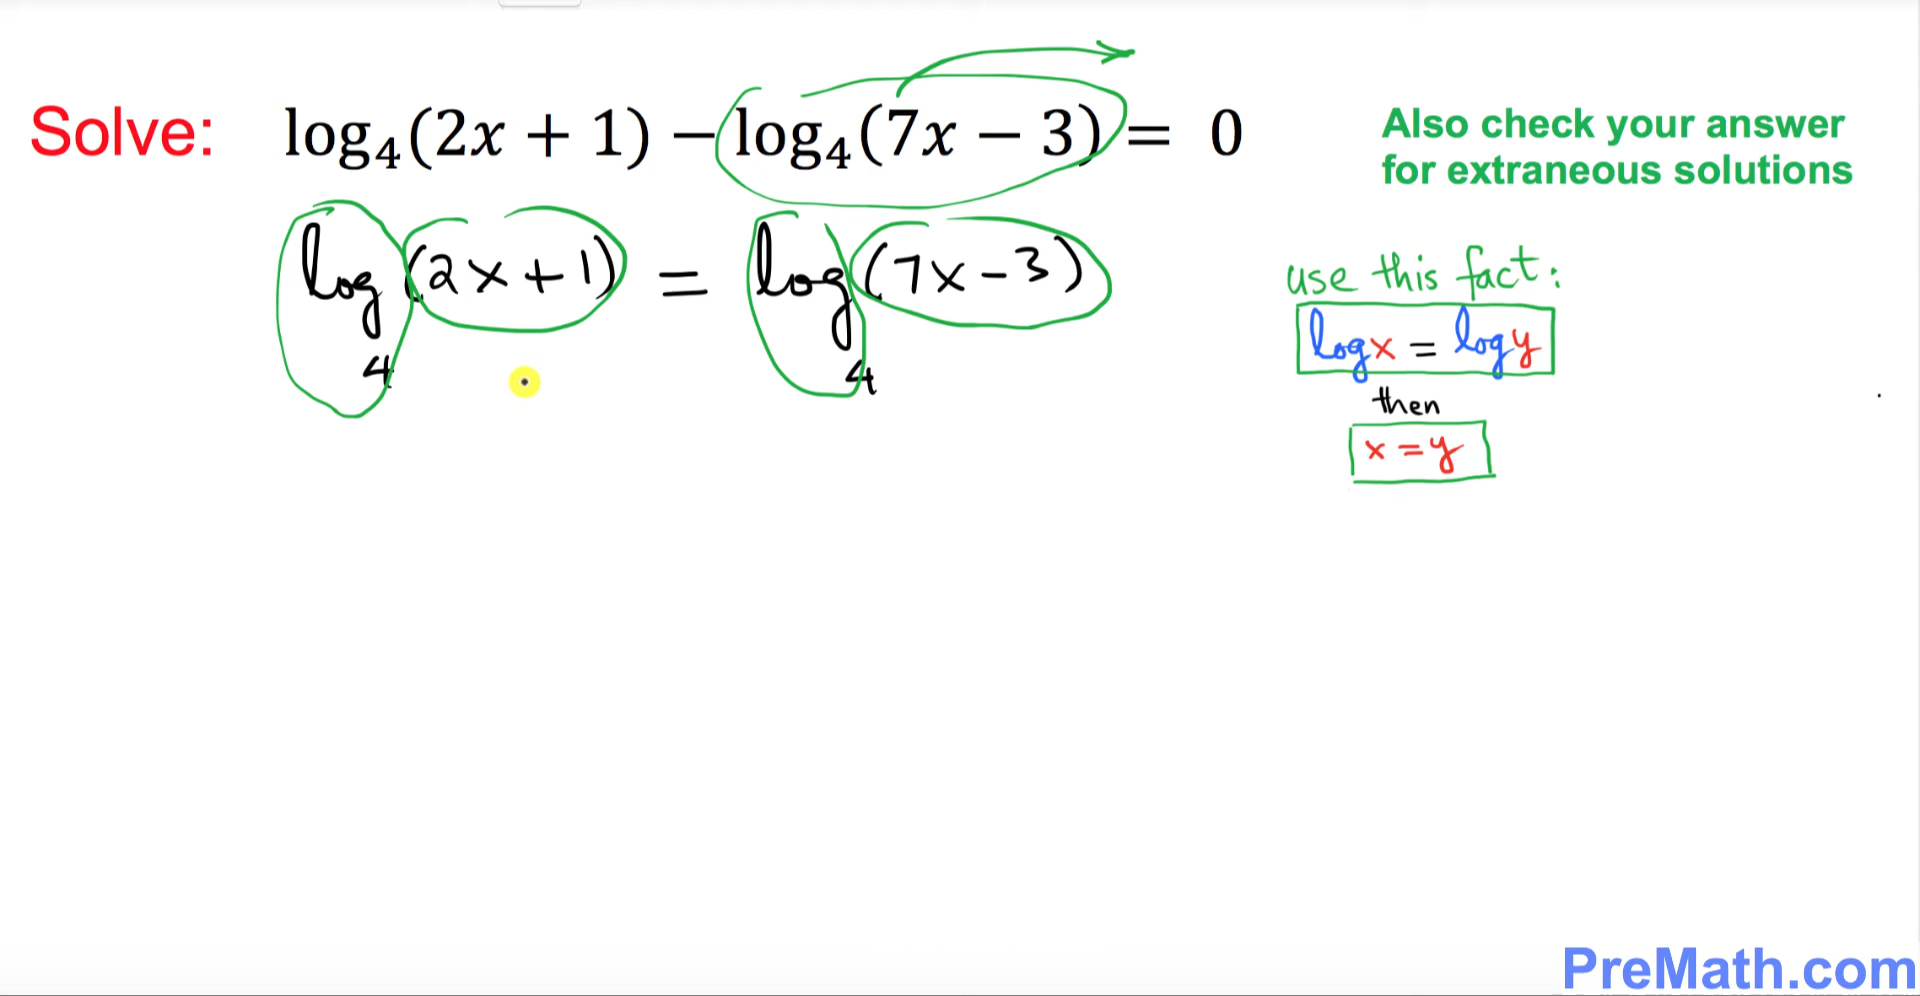 Solve: log₄(2x + 1) − log₄(7x − 3) = 0
Also check your answer
for extraneous solutions
log₄(2x+1) = log₄(7x−3)
use this fact:
logx = logy
then
x = y
PreMath.com